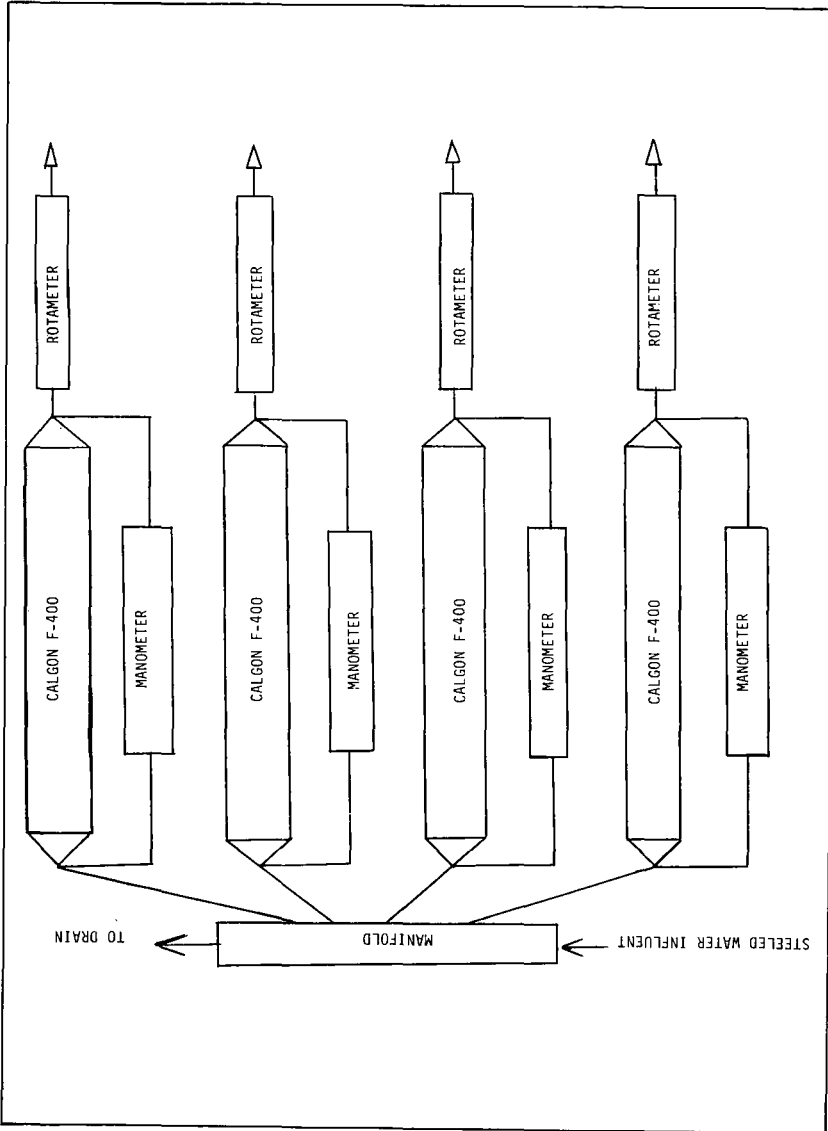 ROTAMETER
CALGON F-400
MANOMETER
ROTAMETER
CALGON F-400
MANOMETER
ROTAMETER
CALGON F-400
MANOMETER
ROTAMETER
CALGON F-400
MANOMETER
TO DRAIN
MANIFOLD
STEELED WATER INFLUENT